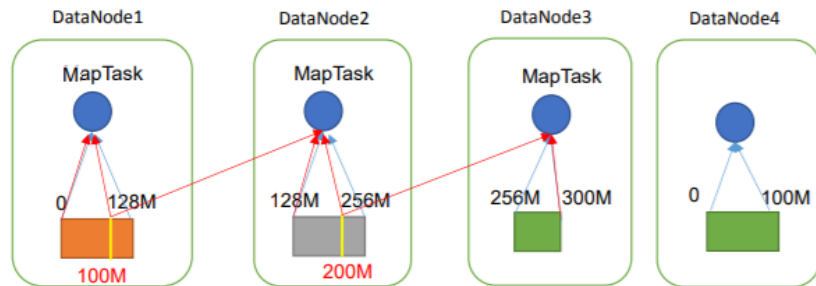 DataNode1 DataNode2 DataNode3 DataNode4
MapTask MapTask MapTask
0 128M 128M 256M 256M 300M 0 100M
100M 200M